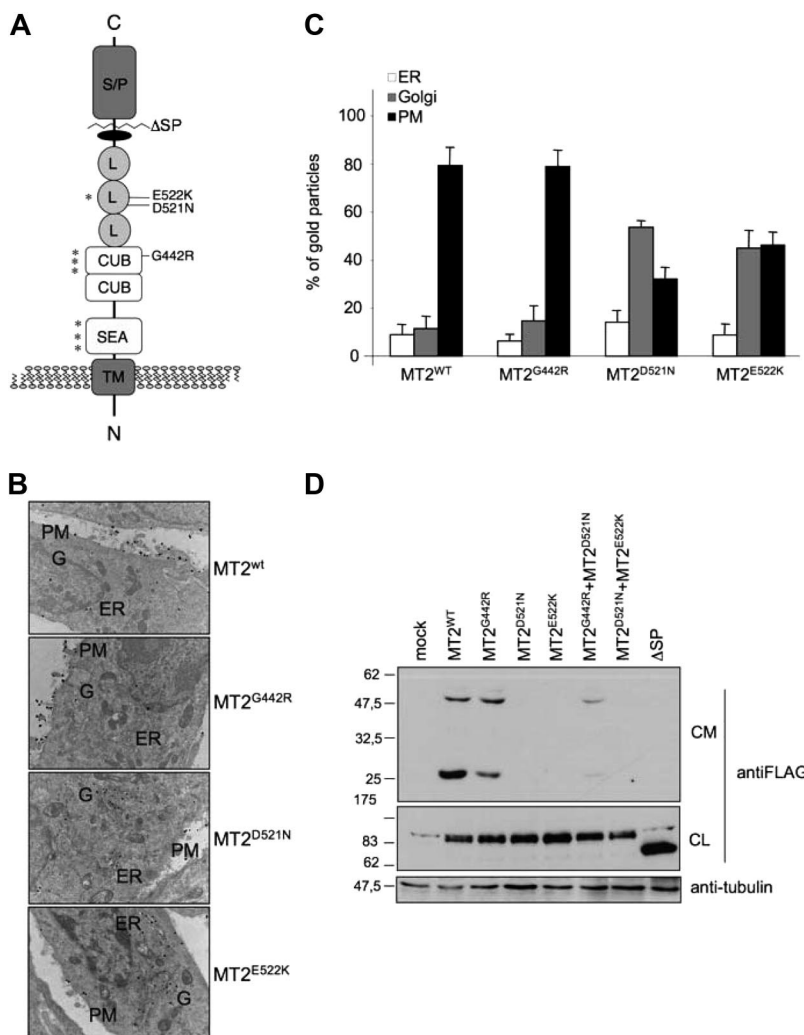 A
C
S/P
ΔSP
L
* L E522K
D521N
L
*** CUB G442R
CUB
*** SEA
TM
N
B
PM
G
ER
MT2wt
PM
G
ER
MT2G442R
G
PM
ER
MT2D521N
ER
G
PM
MT2E522K
C
ER
Golgi
PM
% of gold particles
100
80
60
40
20
0
MT2WT MT2G442R MT2D521N MT2E522K
D
mock
MT2WT
MT2G442R
MT2D521N
MT2E522K
MT2G442R+MT2D521N
MT2D521N+MT2E522K
ΔSP
62
47,5
32,5
25
CM
175
83
62
CL
antiFLAG
47,5
anti-tubulin